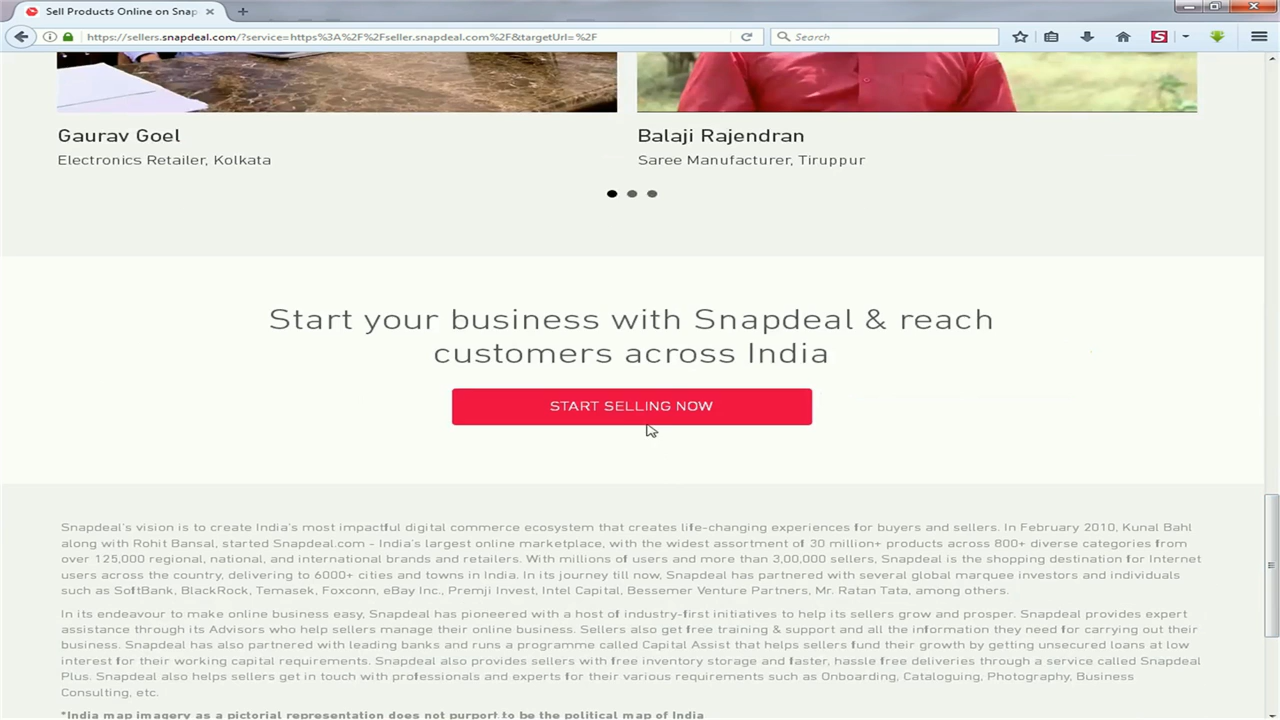 Sell Products Online on Snap
https://sellers.snapdeal.com/?service=https%3A%2F%2Fseller.snapdeal.com%2F&targetUrl=%2F
Search
Gaurav Goel
Electronics Retailer, Kolkata
Balaji Rajendran
Saree Manufacturer, Tiruppur
Start your business with Snapdeal & reach
customers across India
START SELLING NOW
Snapdeal's vision is to create India's most impactful digital commerce ecosystem that creates life-changing experiences for buyers and sellers. In February 2010, Kunal Bahl
along with Rohit Bansal, started Snapdeal.com - India's largest online marketplace, with the widest assortment of 30 million+ products across 800+ diverse categories from
over 125,000 regional, national, and international brands and retailers. With millions of users and more than 3,00,000 sellers, Snapdeal is the shopping destination for Internet
users across the country, delivering to 6000+ cities and towns in India. In its journey till now, Snapdeal has partnered with several global marquee investors and individuals
such as SoftBank, BlackRock, Temasek, Foxconn, eBay Inc., Premji Invest, Intel Capital, Bessemer Venture Partners, Mr. Ratan Tata, among others.
In its endeavour to make online business easy, Snapdeal has pioneered with a host of industry-first initiatives to help its sellers grow and prosper. Snapdeal provides expert
assistance through its Advisors who help sellers manage their online business. Sellers also get free training & support and all the information they need for carrying out their
business. Snapdeal has also partnered with leading banks and runs a programme called Capital Assist that helps sellers fund their growth by getting unsecured loans at low
interest for their working capital requirements. Snapdeal also provides sellers with free inventory storage and faster, hassle free deliveries through a service called Snapdeal
Plus. Snapdeal also helps sellers get in touch with professionals and experts for their various requirements such as Onboarding, Cataloguing, Photography, Business
Consulting, etc.
*India map imagery as a pictorial representation does not purport to be the political map of India